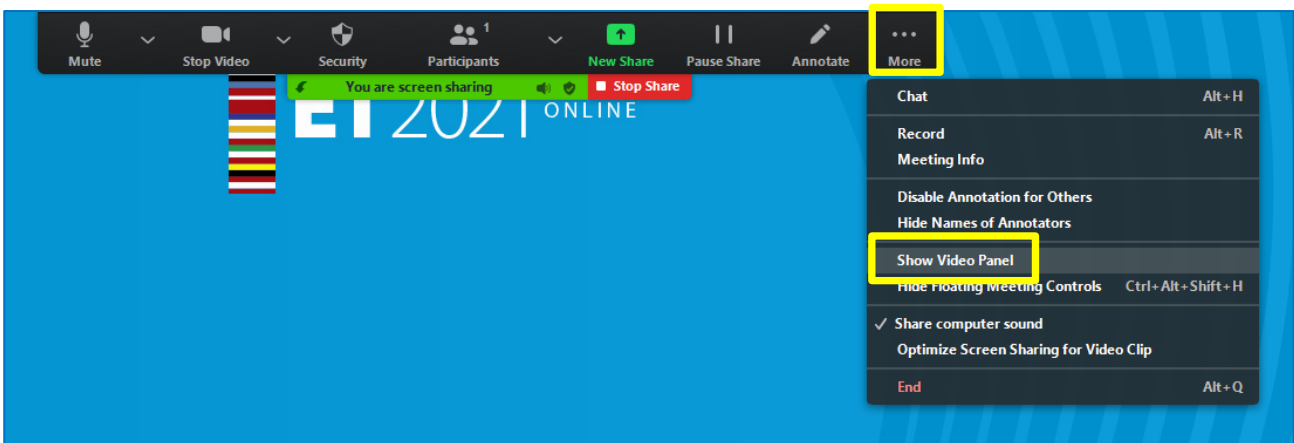 1
Mute Stop Video Security Participants New Share Pause Share Annotate More
You are screen sharing Stop Share
ET 2021 ONLINE
Chat Alt+H
Record Alt+R
Meeting Info
Disable Annotation for Others
Hide Names of Annotators
Show Video Panel
Hide Floating Meeting Controls Ctrl+Alt+Shift+H
Share computer sound
Optimize Screen Sharing for Video Clip
End Alt+Q